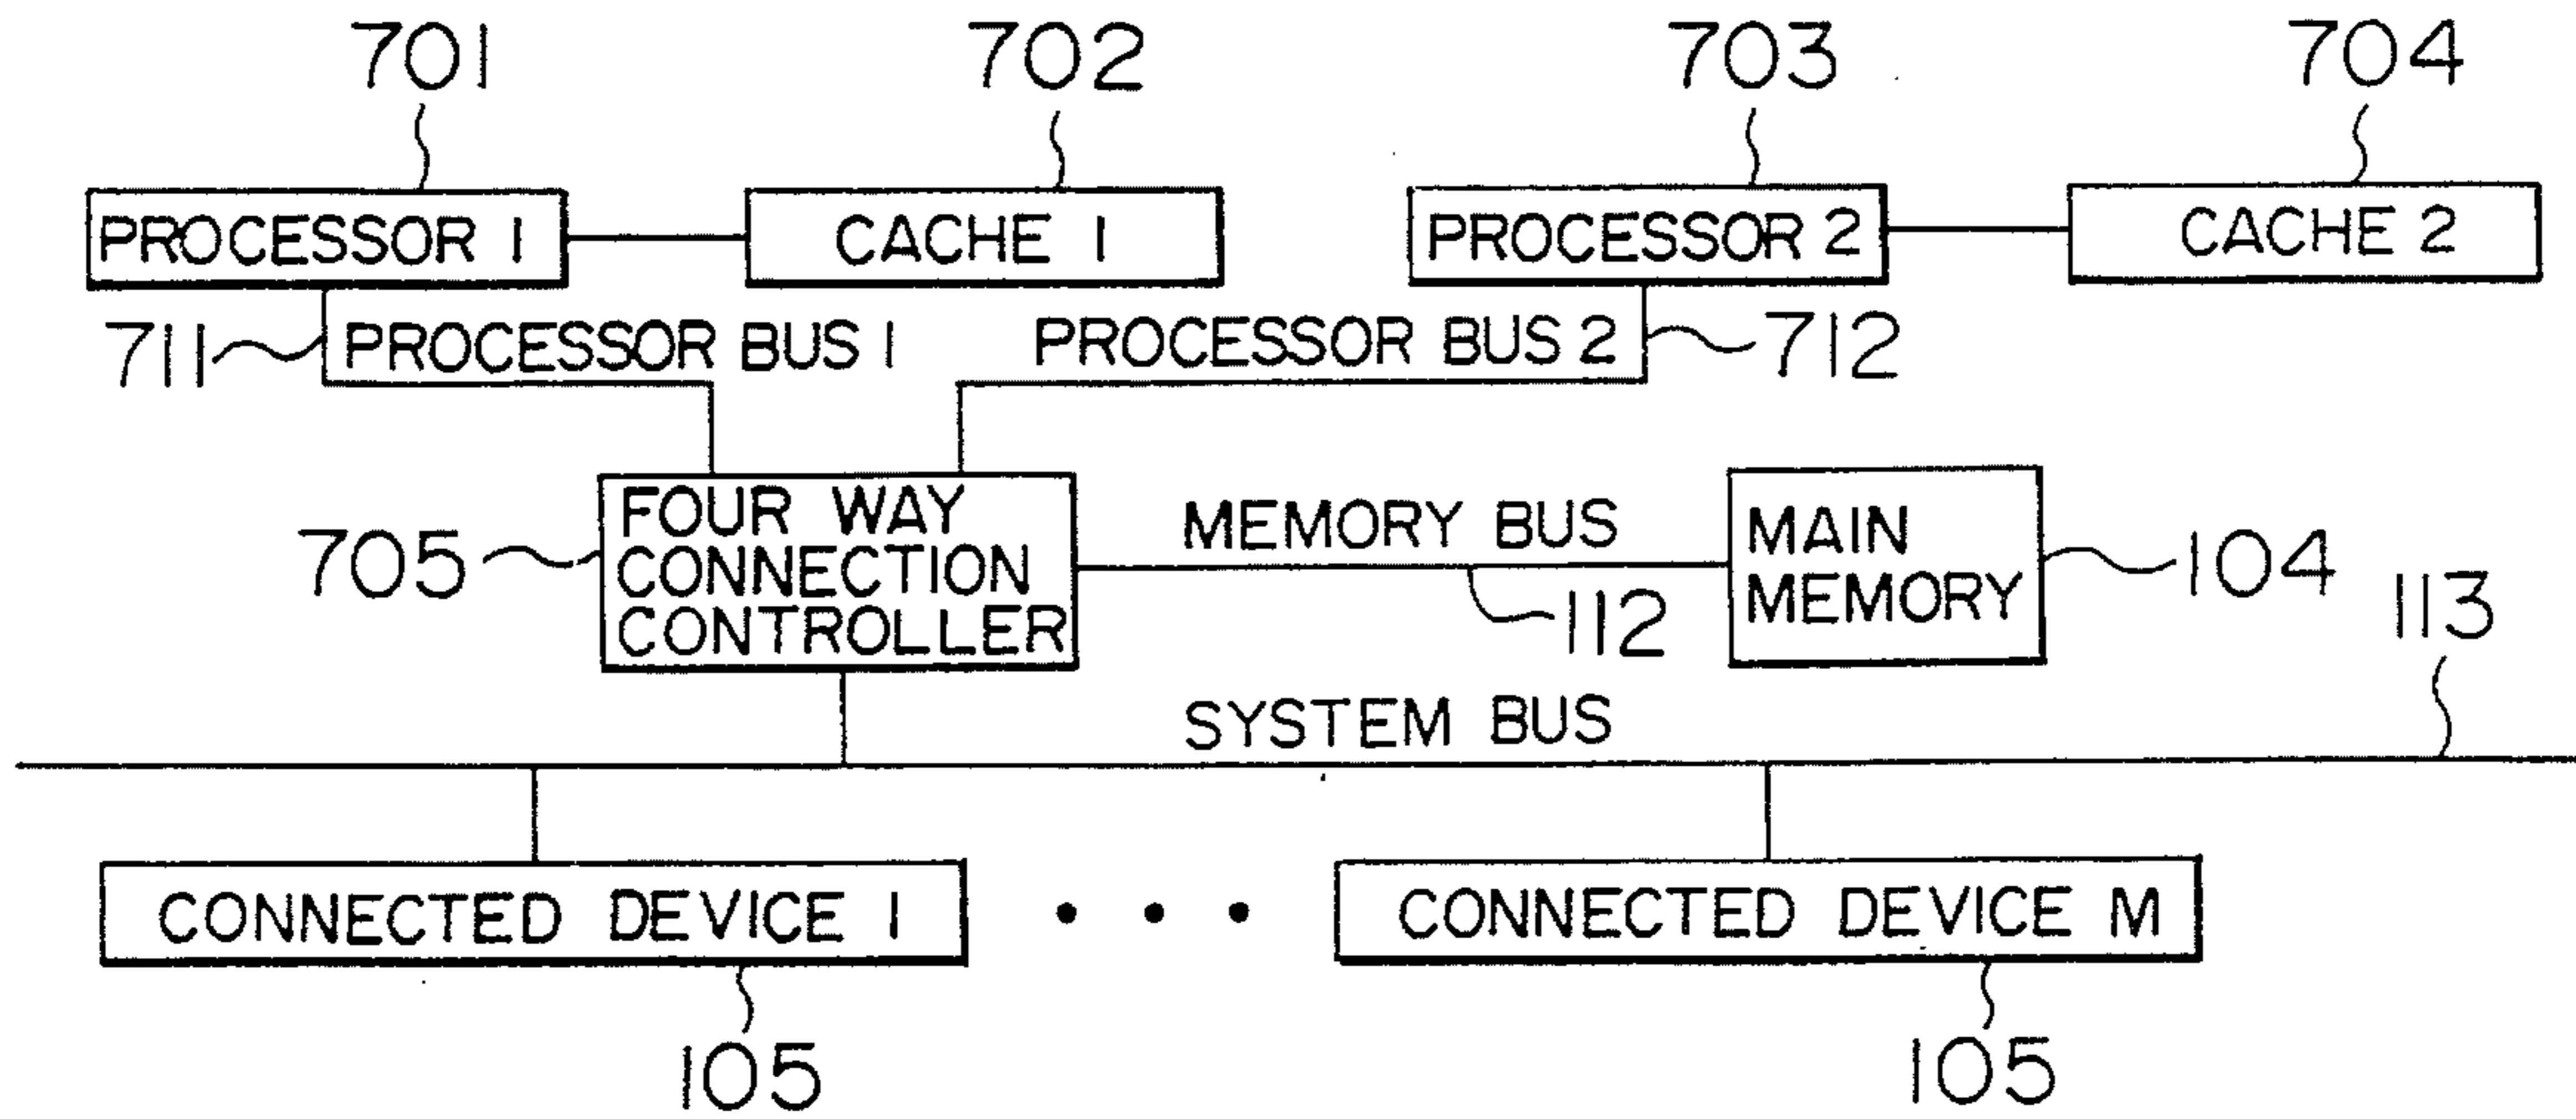 701
702
703
704
PROCESSOR 1
CACHE 1
PROCESSOR 2
CACHE 2
711
PROCESSOR BUS 1
PROCESSOR BUS 2
712
705
FOUR WAY
CONNECTION
CONTROLLER
MEMORY BUS
112
MAIN
MEMORY
104
113
SYSTEM BUS
CONNECTED DEVICE 1
• • •
CONNECTED DEVICE M
105
105